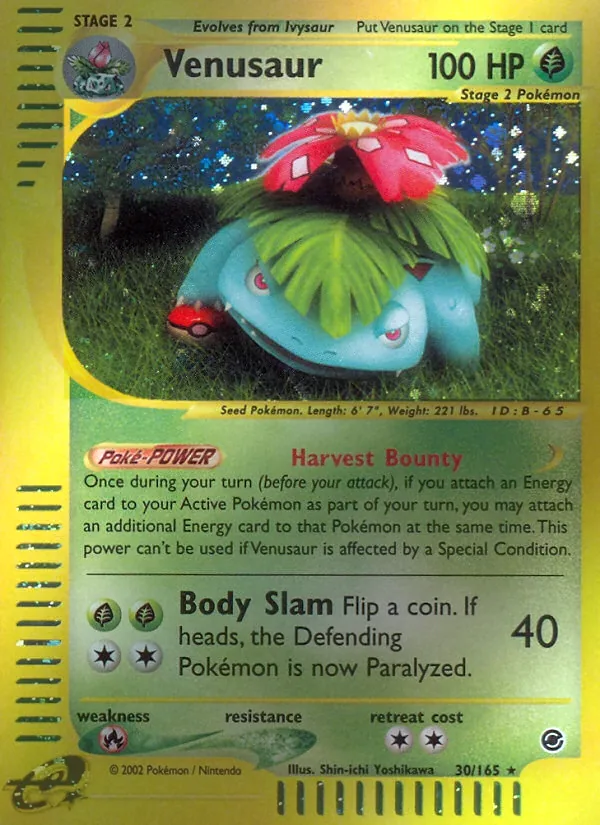 STAGE 2
Evolves from Ivysaur Put Venusaur on the Stage 1 card
Venusaur 100 HP
Stage 2 Pokémon
Seed Pokémon. Length: 6' 7", Weight: 221 lbs. ID: B-65
Poké-POWER Harvest Bounty
Once during your turn (before your attack), if you attach an Energy
card to your Active Pokémon as part of your turn, you may attach
an additional Energy card to that Pokémon at the same time. This
power can't be used if Venusaur is affected by a Special Condition.
Body Slam Flip a coin. If
heads, the Defending
Pokémon is now Paralyzed.
40
weakness resistance retreat cost
© 2002 Pokémon / Nintendo Illus. Shin-ichi Yoshikawa 30/165 ★